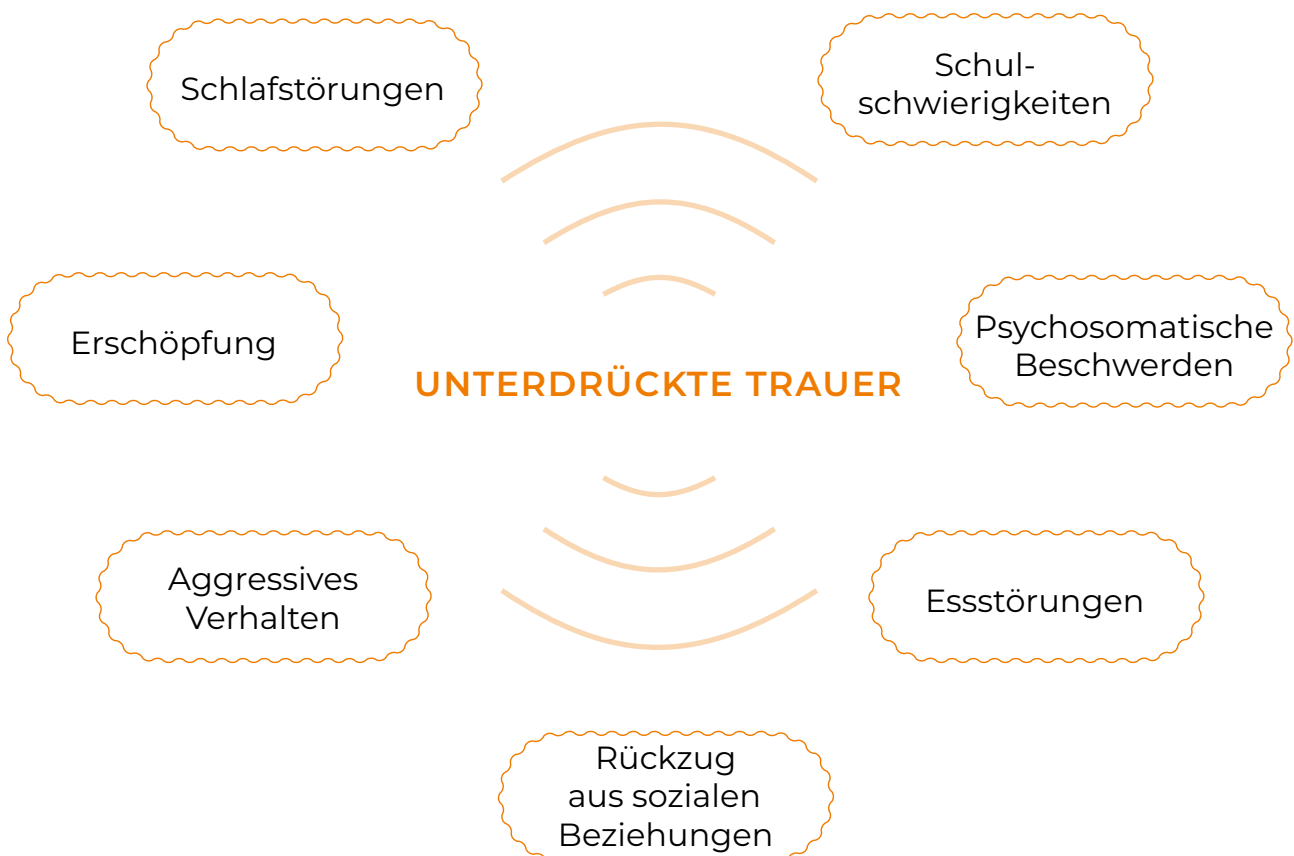 Schlafstörungen
Schul-
schwierigkeiten
Erschöpfung
Psychosomatische
Beschwerden
UNTERDRÜCKTE TRAUER
Aggressives
Verhalten
Essstörungen
Rückzug
aus sozialen
Beziehungen